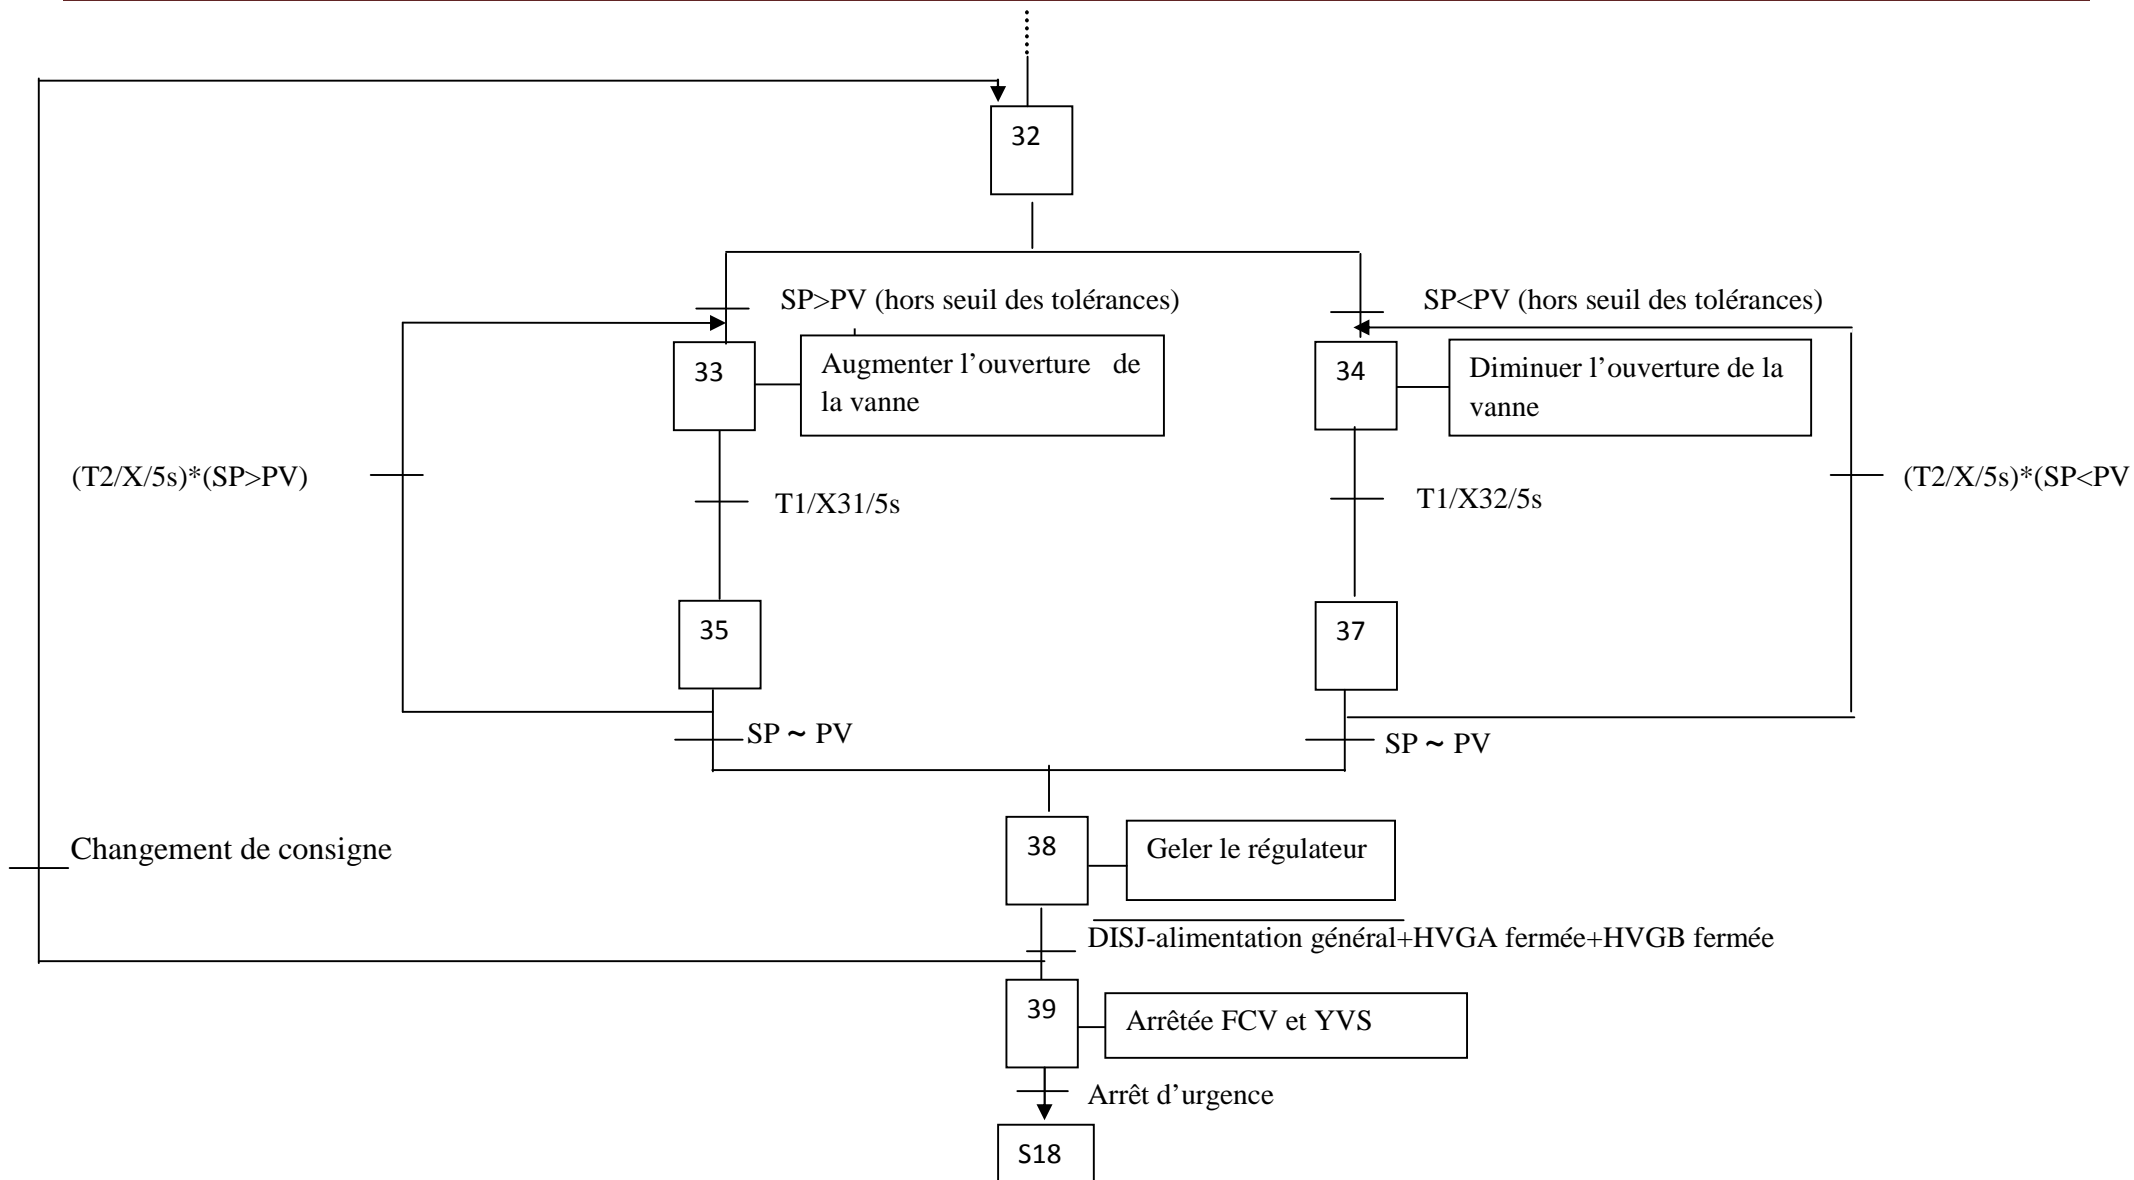 32
SP>PV (hors seuil des tolérances)
SP<PV (hors seuil des tolérances)
33
Augmenter l’ouverture de
la vanne
34
Diminuer l’ouverture de la
vanne
(T2/X/5s)*(SP>PV)
T1/X31/5s
T1/X32/5s
(T2/X/5s)*(SP<PV
35
37
SP ~ PV
SP ~ PV
38
Geler le régulateur
Changement de consigne
DISJ-alimentation général+HVGA fermée+HVGB fermée
39
Arrêtée FCV et YVS
Arrêt d’urgence
S18